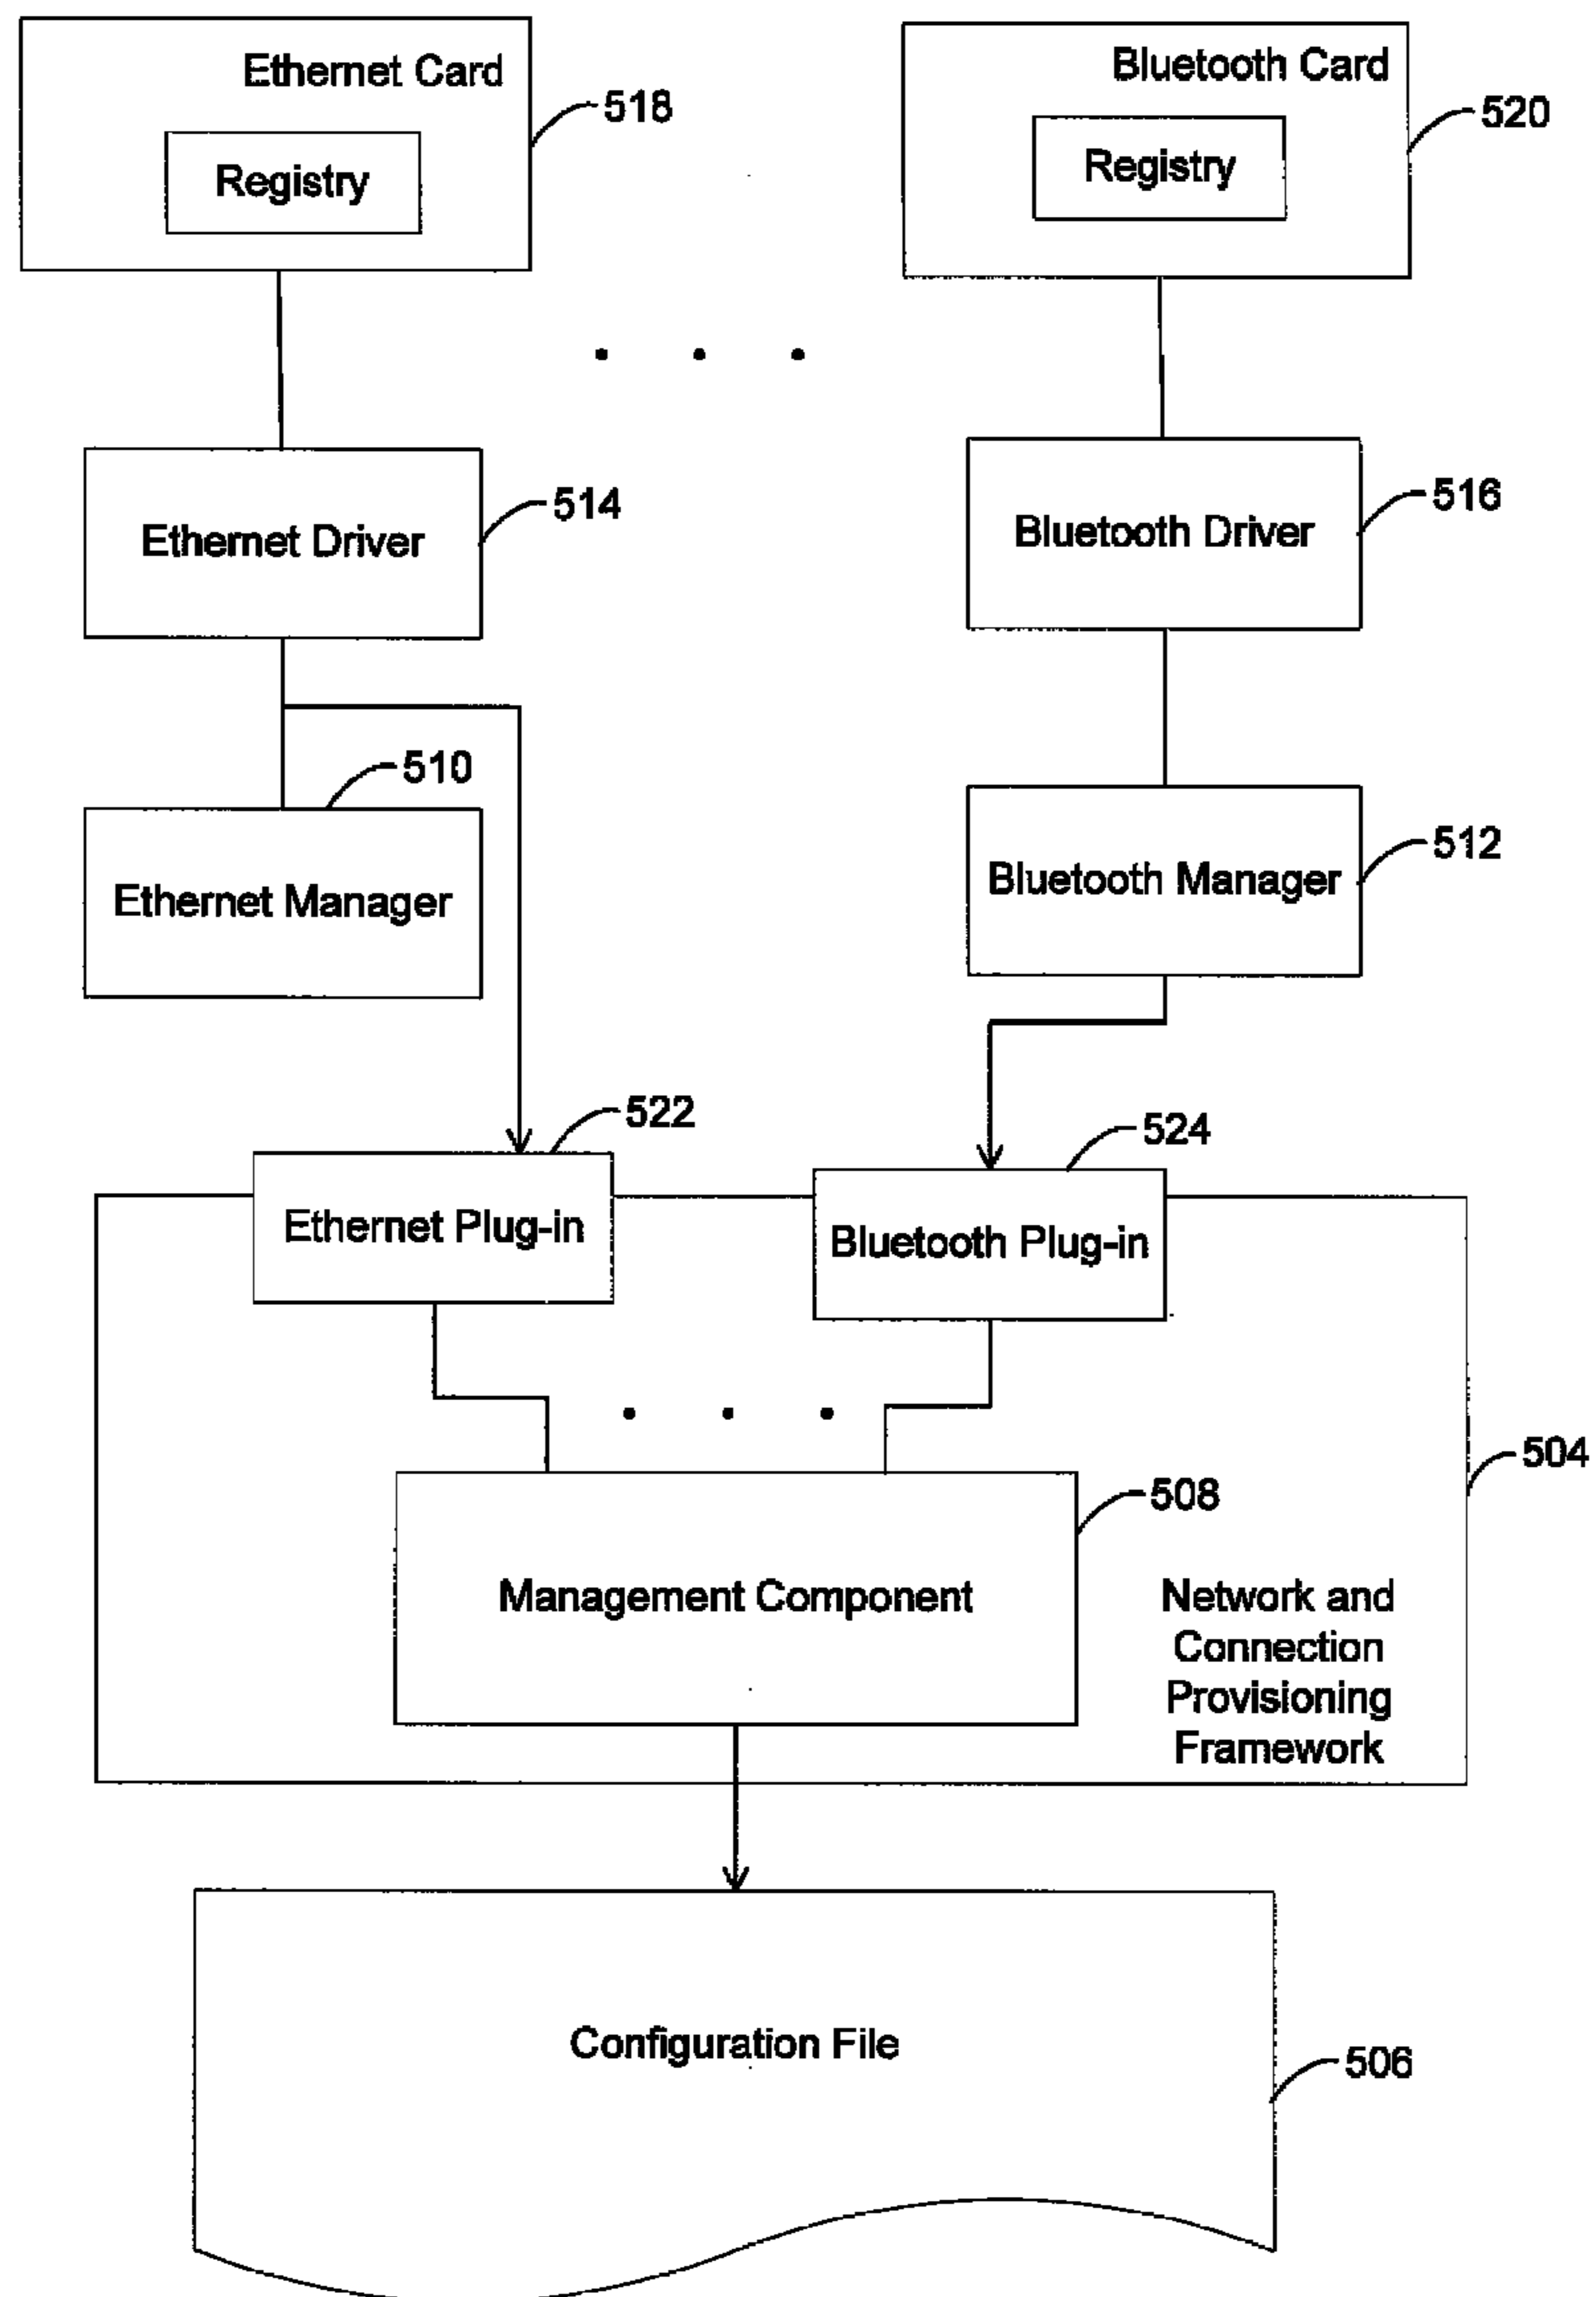 Ethernet Card
518
Registry
Bluetooth Card
520
Registry
Ethernet Driver
514
Bluetooth Driver
516
510
Ethernet Manager
Bluetooth Manager
512
522
Ethernet Plug-in
524
Bluetooth Plug-in
504
508
Management Component
Network and
Connection
Provisioning
Framework
Configuration File
506